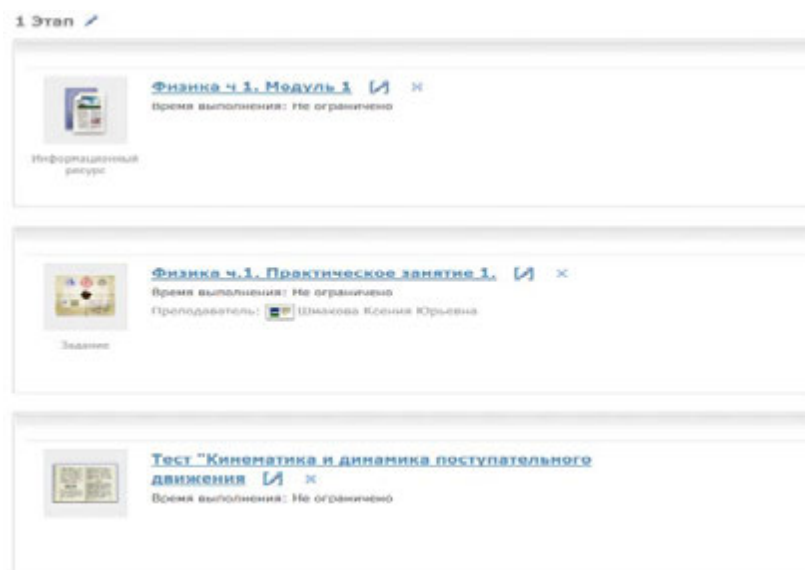 1 Этап
Физика ч 1. Модуль 1
Время выполнения: Не ограничено
Информационный
ресурс
Физика ч.1. Практическое занятие 1.
Время выполнения: Не ограничено
Преподаватель: Шмакова Ксения Юрьевна
Задание
Тест "Кинематика и динамика поступательного
движения
Время выполнения: Не ограничено